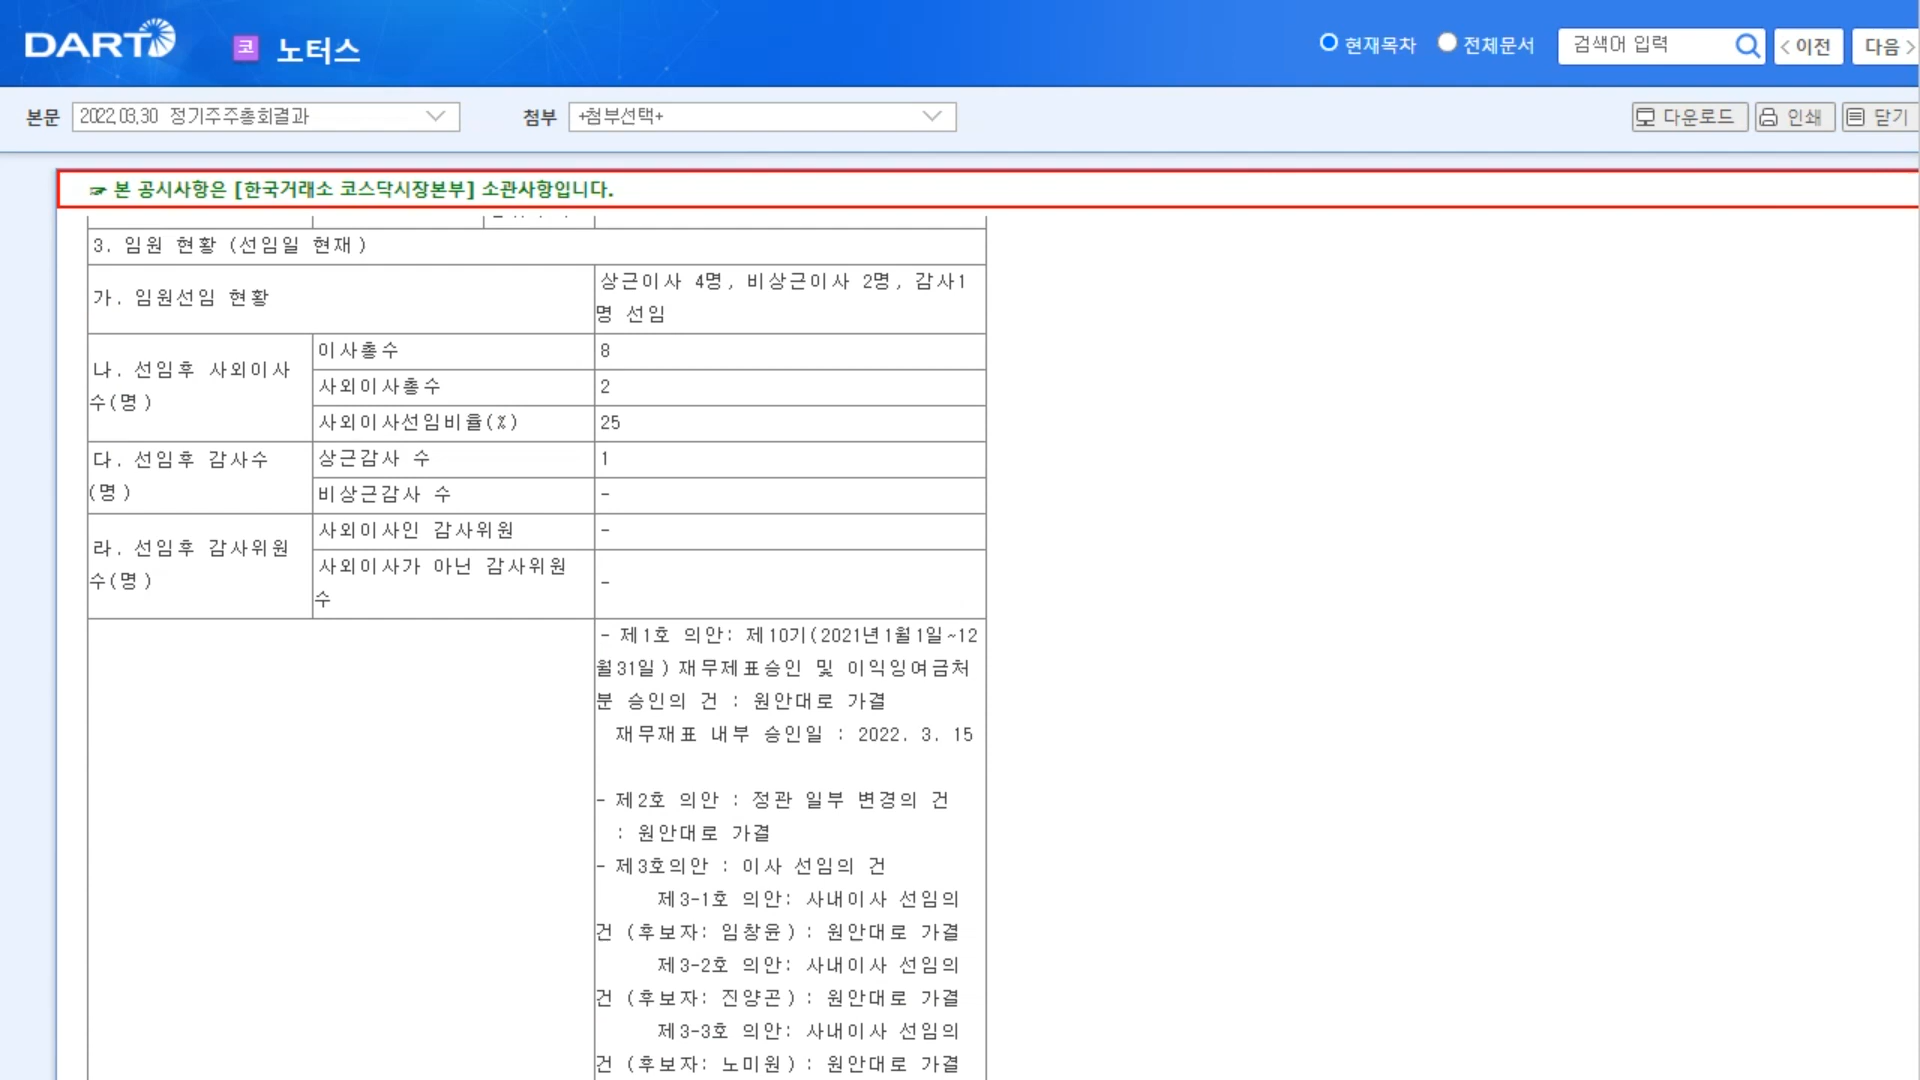 DART
코 노터스
현재목차 전체문서 검색어 입력 < 이전 다음 >
본문 2022.03.30 정기주주총회결과 첨부 +첨부선택+ 다운로드 인쇄 닫기
☞ 본 공시사항은 [한국거래소 코스닥시장본부] 소관사항입니다.
3. 임원 현황 (선임일 현재)
가. 임원선임 현황
상근이사 4명, 비상근이사 2명, 감사1
명 선임
나. 선임후 사외이사
수(명)
이사총수 8
사외이사총수 2
사외이사선임비율(%) 25
다. 선임후 감사수
(명)
상근감사 수 1
비상근감사 수 -
라. 선임후 감사위원
수(명)
사외이사인 감사위원 -
사외이사가 아닌 감사위원
수
-
- 제1호 의안: 제10기(2021년1월1일~12
월31일)재무제표승인 및 이익잉여금처
분 승인의 건 : 원안대로 가결
재무재표 내부 승인일 : 2022. 3. 15
- 제2호 의안 : 정관 일부 변경의 건
: 원안대로 가결
- 제3호의안 : 이사 선임의 건
제3-1호 의안: 사내이사 선임의
건 (후보자: 임창윤) : 원안대로 가결
제3-2호 의안: 사내이사 선임의
건 (후보자: 진양곤) : 원안대로 가결
제3-3호 의안: 사내이사 선임의
건 (후보자: 노미원) : 원안대로 가결